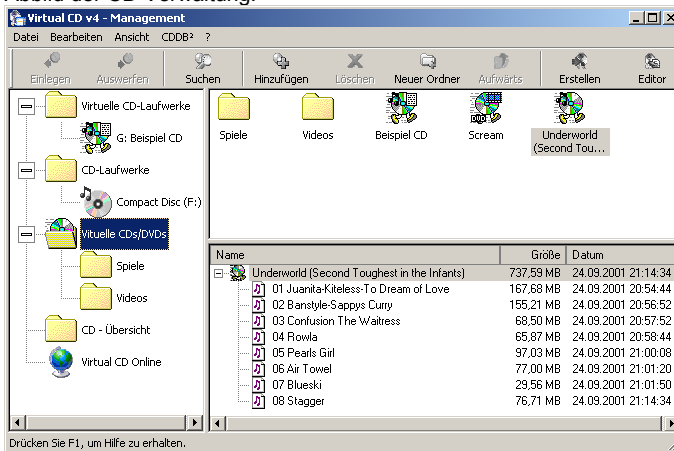 Abbild der CD-Verwaltung:
Virtual CD v4 - Management
Datei Bearbeiten Ansicht CDDB² ?
Einlegen Auswerfen Suchen Hinzufügen Löschen Neuer Ordner Aufwärts Erstellen Editor
Virtuelle CD-Laufwerke
G: Beispiel CD
CD-Laufwerke
Compact Disc (F:)
Vituelle CDs/DVDs
Spiele
Videos
CD - Übersicht
Virtual CD Online
Spiele
Videos
Beispiel CD
DVD
Scream
Underworld
(Second Tou...
Name Größe Datum
Underworld (Second Toughest in the Infants) 737,59 MB 24.09.2001 21:14:34
01 Juanita-Kiteless-To Dream of Love 167,68 MB 24.09.2001 20:54:44
02 Banstyle-Sappys Curry 155,21 MB 24.09.2001 20:56:52
03 Confusion The Waitress 68,50 MB 24.09.2001 20:57:52
04 Rowla 65,87 MB 24.09.2001 20:58:44
05 Pearls Girl 97,03 MB 24.09.2001 21:00:08
06 Air Towel 77,00 MB 24.09.2001 21:01:20
07 Blueski 29,56 MB 24.09.2001 21:01:50
08 Stagger 76,71 MB 24.09.2001 21:14:34
Drücken Sie F1, um Hilfe zu erhalten.